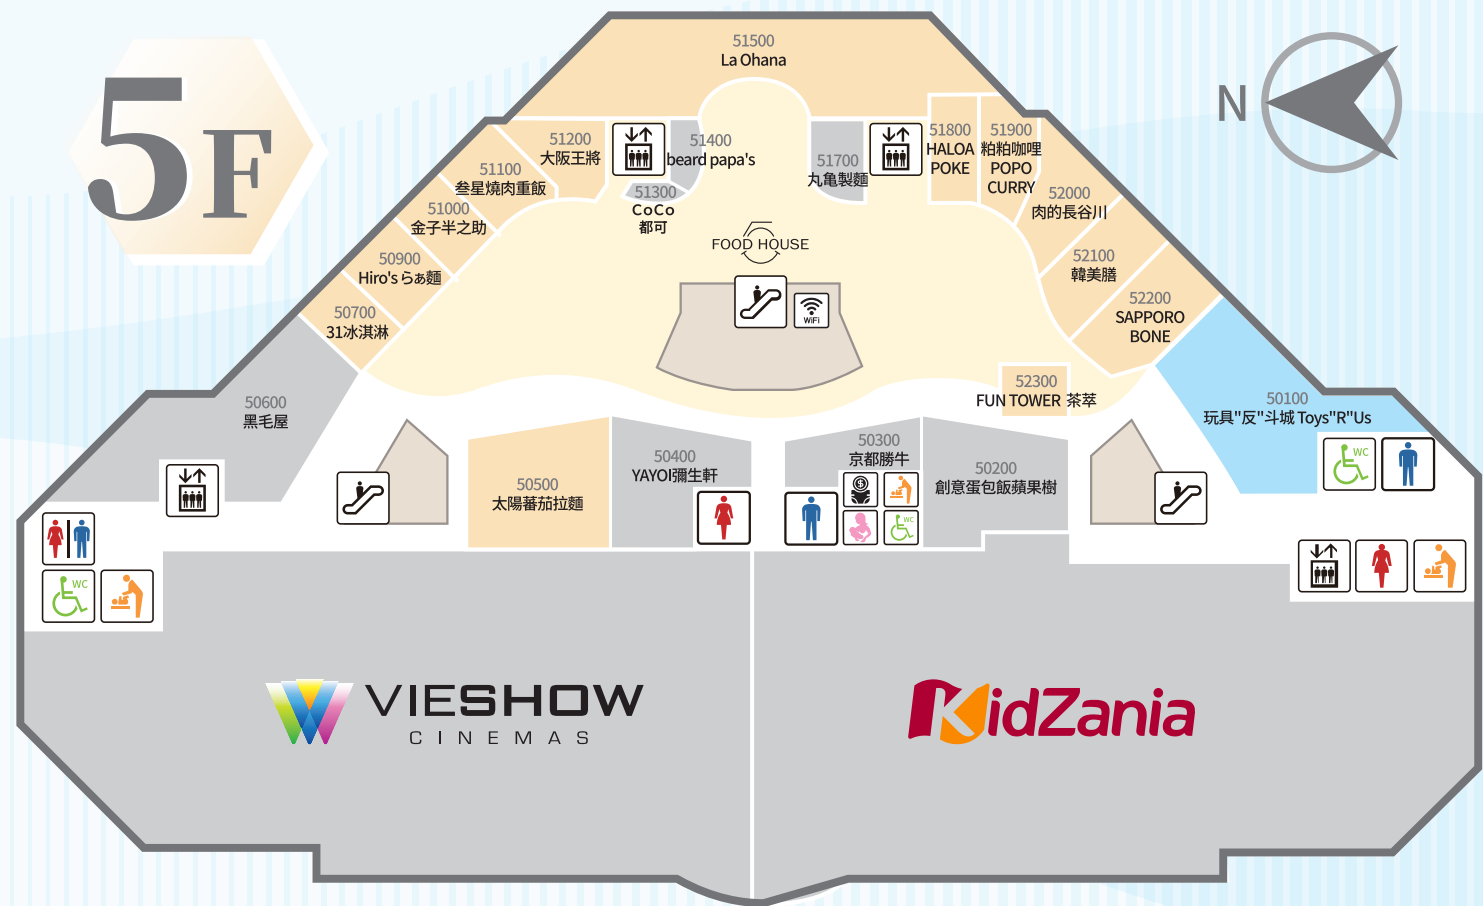 5F
N
51500
La Ohana
51200
大阪王將
51400
beard papa's
51700
丸亀製麵
51800
HALOA
POKE
51900
粕粕咖哩
POPO
CURRY
51100
叁星燒肉重飯
51300
CoCo
都可
52000
肉的長谷川
51000
金子半之助
5
FOOD HOUSE
50900
Hiro's らぁ麵
52100
韓美膳
WiFi
50700
31冰淇淋
52200
SAPPORO
BONE
50600
黑毛屋
52300
FUN TOWER 茶萃
50100
玩具"反"斗城 Toys"R"Us
50500
太陽蕃茄拉麵
50400
YAYOI彌生軒
50300
京都勝牛
50200
創意蛋包飯蘋果樹
WC
WC
WC
VIESHOW
CINEMAS
KidZania